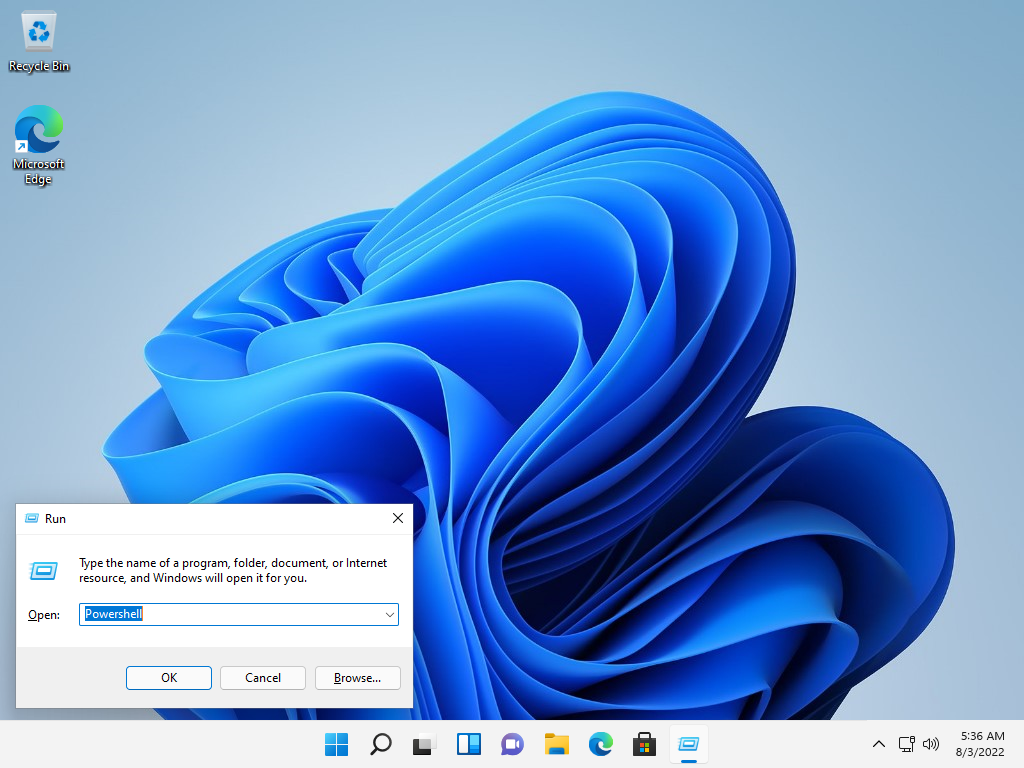 Recycle Bin
Microsoft
Edge
Run
Type the name of a program, folder, document, or Internet
resource, and Windows will open it for you.
Open:
Powershell
OK
Cancel
Browse...
5:36 AM
8/3/2022